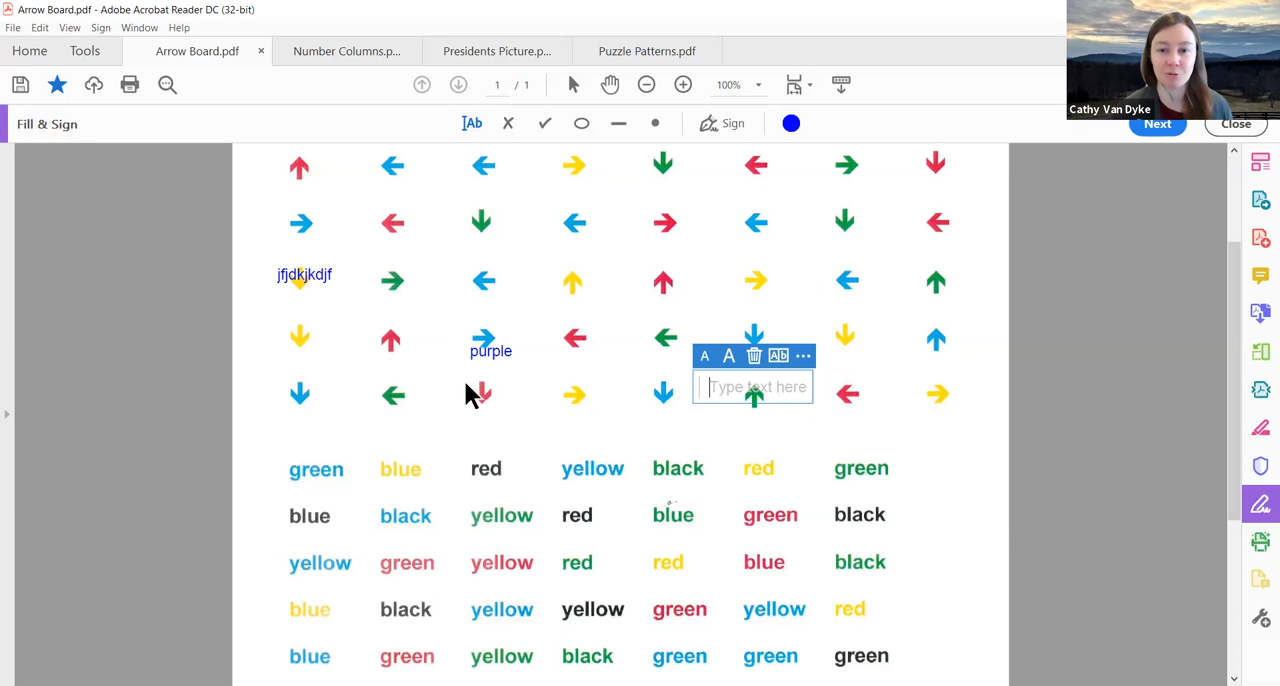 Arrow Board.pdf - Adobe Acrobat Reader DC (32-bit)
File Edit View Sign Window Help
Home Tools Arrow Board.pdf × Number Columns.p... Presidents Picture.p... Puzzle Patterns.pdf
1 / 1 100%
Cathy Van Dyke
Fill & Sign Ab Sign Next Close
jfjdkjkdjf
purple
A A Ab
Type text here
green blue red yellow black red green
blue black yellow red blue green black
yellow green yellow red red blue black
blue black yellow yellow green yellow red
blue green yellow black green green green